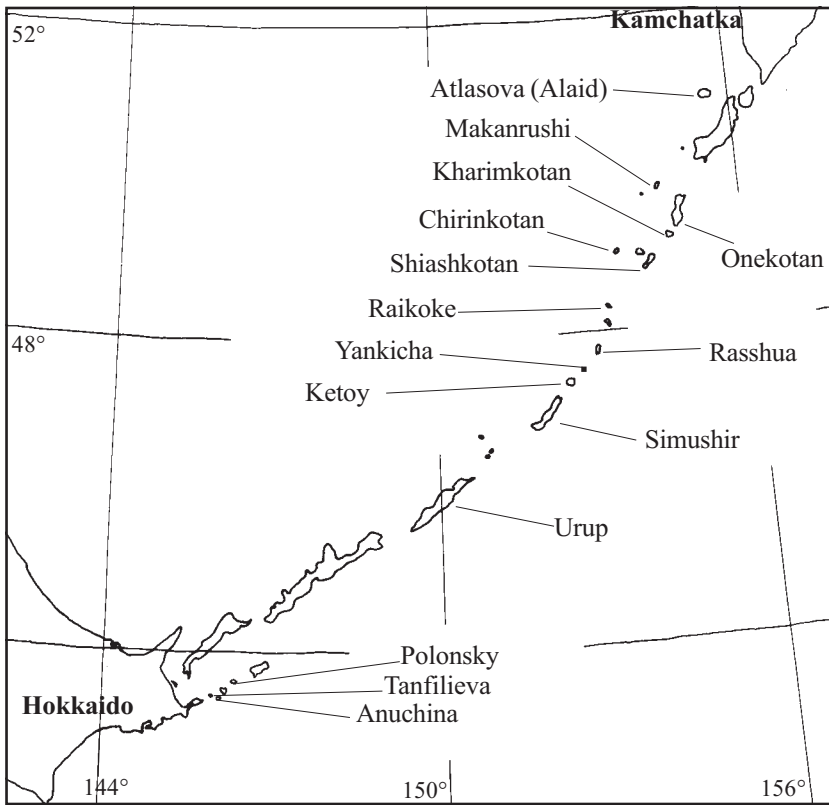 52°
Kamchatka
Atlasova (Alaid)
Makanrushi
Kharimkotan
Chirinkotan
Onekotan
Shiashkotan
Raikoke
48°
Yankicha
Rasshua
Ketoy
Simushir
Urup
Polonsky
Tanfilieva
Hokkaido
Anuchina
144°
150°
156°